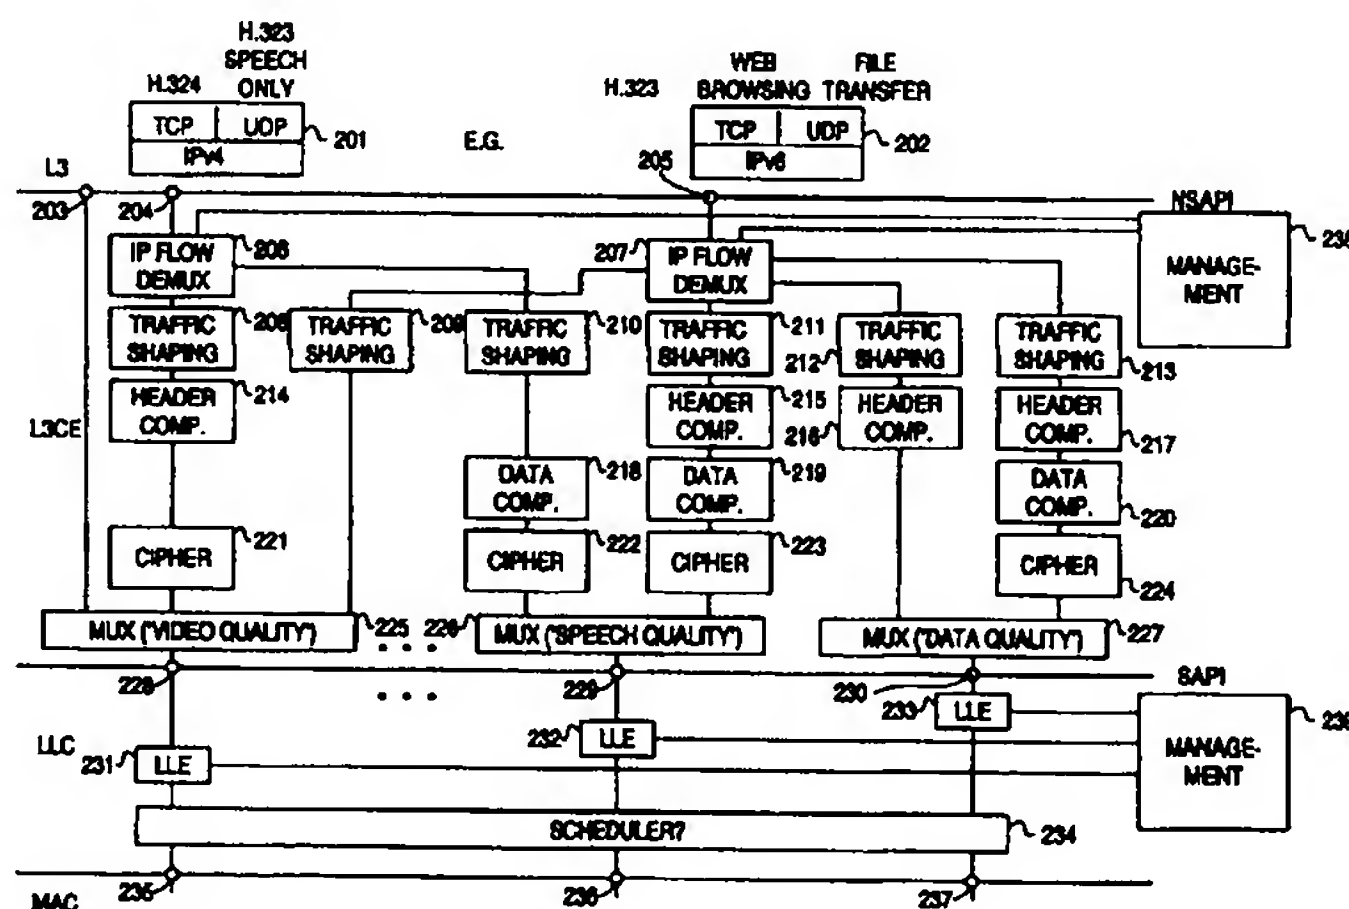 H.323
SPEECH
ONLY
H.324
TCP UDP
IPv4
201
E.G.
H.323
WEB
BROWSING
FILE
TRANSFER
TCP UDP
IPv6
202
L3
203
204
205
NSAPI
IP FLOW
DEMUX
206
207
IP FLOW
DEMUX
MANAGE-
MENT
TRAFFIC
SHAPING
TRAFFIC
SHAPING
209
TRAFFIC
SHAPING
210
TRAFFIC
SHAPING
211
212
TRAFFIC
SHAPING
TRAFFIC
SHAPING
213
L3CE
HEADER
COMP.
214
HEADER
COMP.
215
216
HEADER
COMP.
HEADER
COMP.
217
DATA
COMP.
218
DATA
COMP.
219
DATA
COMP.
220
CIPHER
221
CIPHER
222
CIPHER
223
CIPHER
224
MUX ("VIDEO QUALITY")
225
226
MUX ("SPEECH QUALITY")
MUX ("DATA QUALITY")
227
228
229
230
SAPI
LLC
231
LLE
232
LLE
233
LLE
MANAGE-
MENT
SCHEDULER?
234
235
236
237
MAC